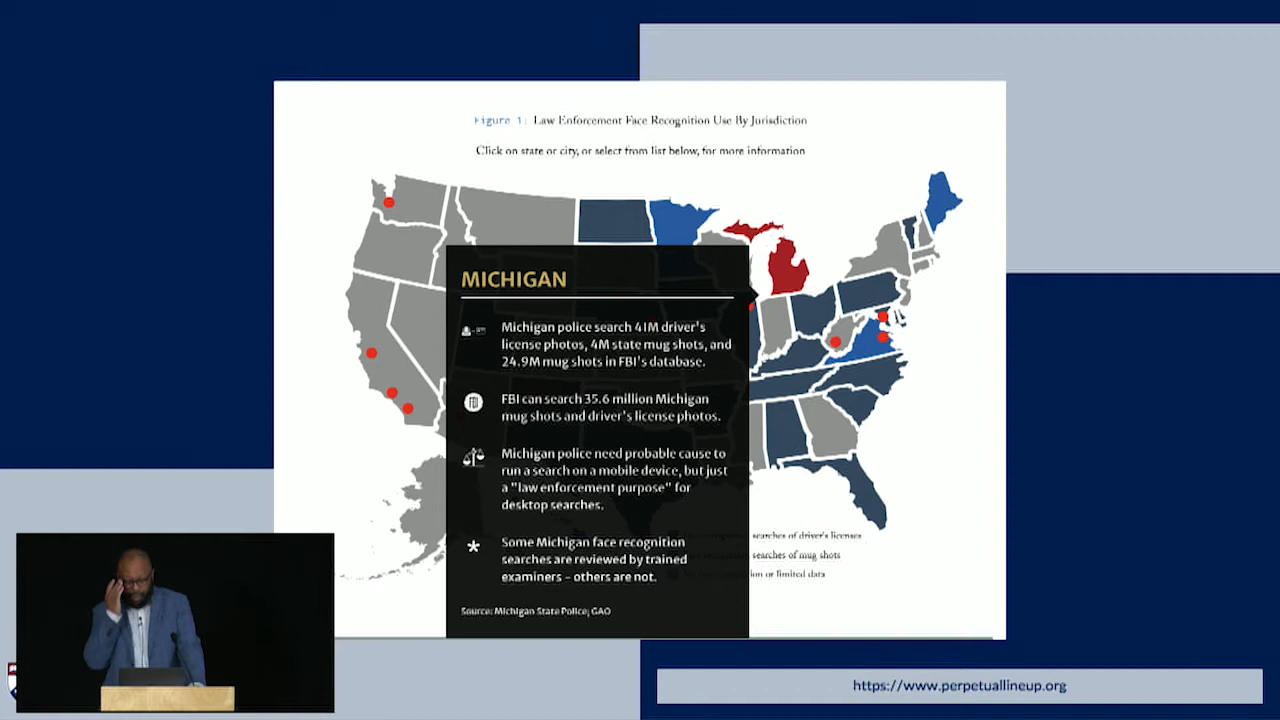 Figure 1: Law Enforcement Face Recognition Use By Jurisdiction
Click on state or city, or select from list below, for more information
MICHIGAN
Michigan police search 41M driver's
license photos, 4M state mug shots, and
24.9M mug shots in FBI's database.
FBI
FBI can search 35.6 million Michigan
mug shots and driver's license photos.
Michigan police need probable cause to
run a search on a mobile device, but just
a "law enforcement purpose" for
desktop searches.
*
Some Michigan face recognition
searches are reviewed by trained
examiners – others are not.
Source: Michigan State Police; GAO
searches of driver's licenses
searches of mug shots
or limited data
https://www.perpetuallineup.org